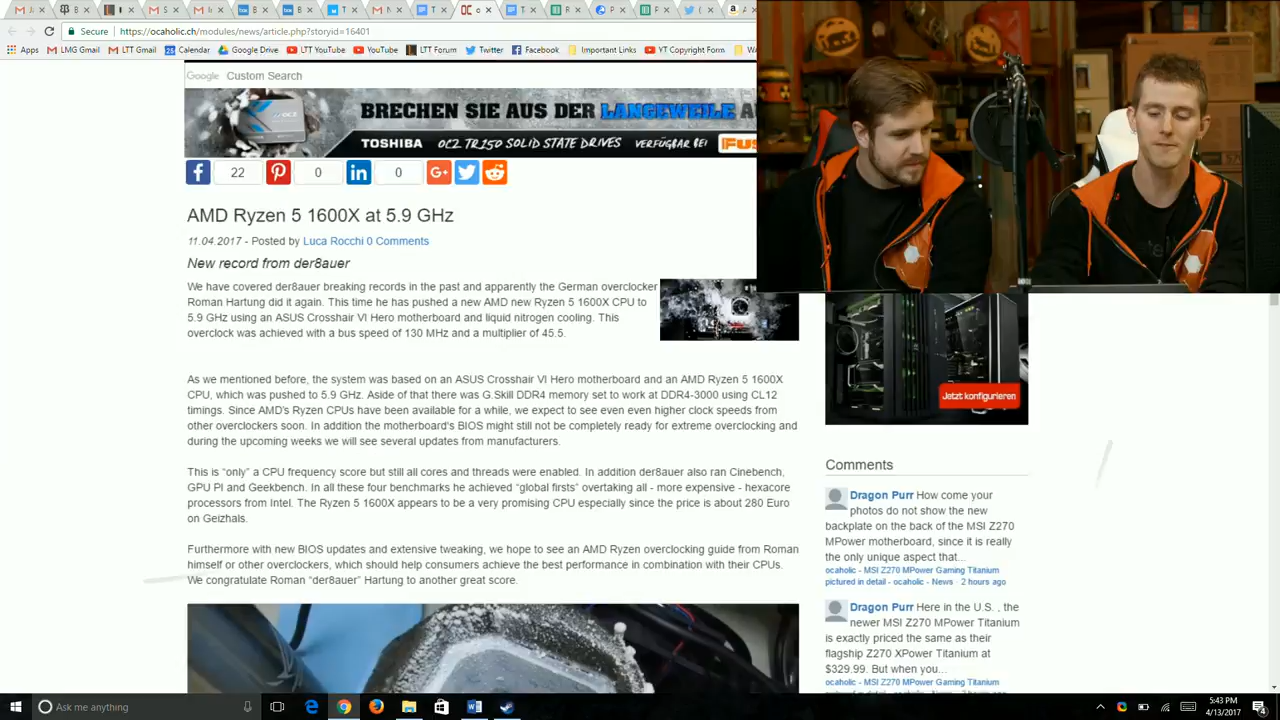 Secure
https://ocaholic.ch/modules/news/article.php?storyid=16401
Apps
LMG Gmail
LTT Gmail
Calendar
Google Drive
LTT YouTube
YouTube
LTT Forum
Twitter
Facebook
Important Links
YT Copyright Form
Google Custom Search
BRECHEN SIE AUS DER LANGEWEILE
TOSHIBA OCZ TR150 SOLID STATE DRIVES VERFÜGBAR BEI
22
0
0
AMD Ryzen 5 1600X at 5.9 GHz
11.04.2017 - Posted by Luca Rocchi 0 Comments
New record from der8auer
We have covered der8auer breaking records in the past and apparently the German overclocker
Roman Hartung did it again. This time he has pushed a new AMD new Ryzen 5 1600X CPU to
5.9 GHz using an ASUS Crosshair VI Hero motherboard and liquid nitrogen cooling. This
overclock was achieved with a bus speed of 130 MHz and a multiplier of 45.5.
As we mentioned before, the system was based on an ASUS Crosshair VI Hero motherboard and an AMD Ryzen 5 1600X
CPU, which was pushed to 5.9 GHz. Aside of that there was G.Skill DDR4 memory set to work at DDR4-3000 using CL12
timings. Since AMD's Ryzen CPUs have been available for a while, we expect to see even even higher clock speeds from
other overclockers soon. In addition the motherboard's BIOS might still not be completely ready for extreme overclocking and
during the upcoming weeks we will see several updates from manufacturers.
This is "only" a CPU frequency score but still all cores and threads were enabled. In addition der8auer also ran Cinebench,
GPU PI and Geekbench. In all these four benchmarks he achieved "global firsts" overtaking all - more expensive - hexacore
processors from Intel. The Ryzen 5 1600X appears to be a very promising CPU especially since the price is about 280 Euro
on Geizhals.
Furthermore with new BIOS updates and extensive tweaking, we hope to see an AMD Ryzen overclocking guide from Roman
himself or other overclockers, which should help consumers achieve the best performance in combination with their CPUs.
We congratulate Roman "der8auer" Hartung to another great score.
Jetzt konfigurieren
Comments
Dragon Purr How come your
photos do not show the new
backplate on the back of the MSI Z270
MPower motherboard, since it is really
the only unique aspect that...
ocaholic - MSI Z270 MPower Gaming Titanium
pictured in detail - ocaholic - News · 2 hours ago
Dragon Purr Here in the U.S. , the
newer MSI Z270 MPower Titanium
is exactly priced the same as their
flagship Z270 XPower Titanium at
$329.99. But when you...
ocaholic - MSI Z270 MPower Gaming Titanium
Ask me anything
5:43 PM
4/13/2017